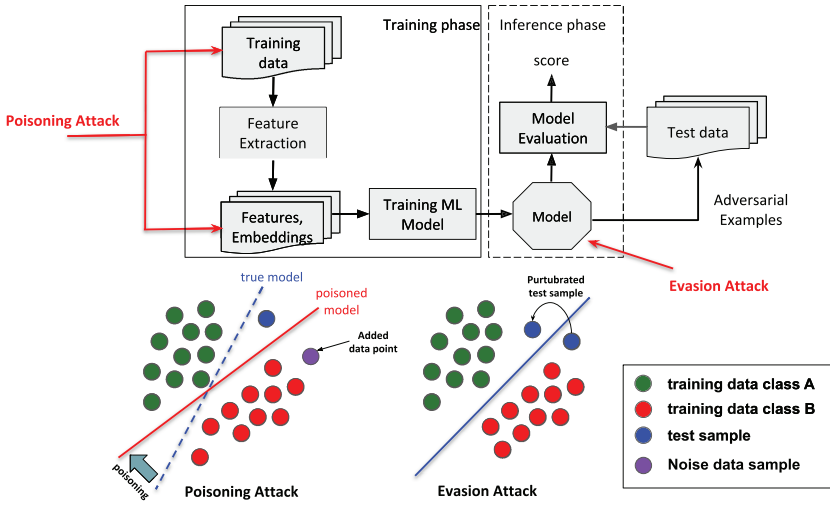 Training phase
Inference phase
Training
data
score
Poisoning Attack
Feature
Extraction
Model
Evaluation
Test data
Features,
Embeddings
Training ML
Model
Model
Adversarial
Examples
Evasion Attack
true model
poisoned
model
Added
data point
poisoning
Poisoning Attack
Purtubrated
test sample
Evasion Attack
training data class A
training data class B
test sample
Noise data sample